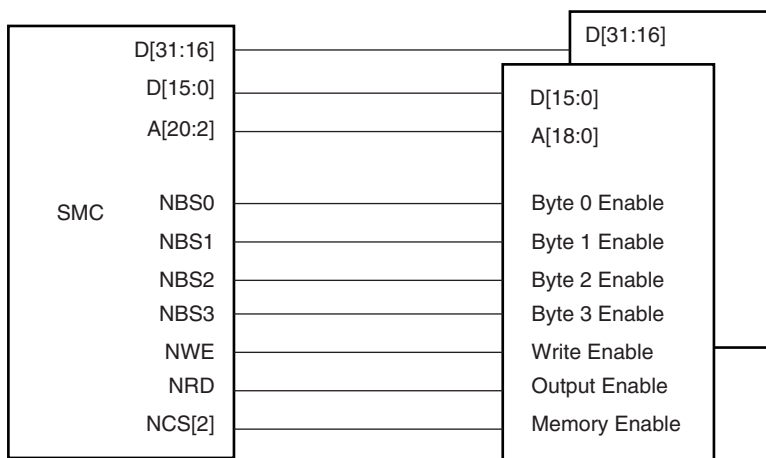 D[31:16] D[31:16]
D[15:0] D[15:0]
A[20:2] A[18:0]
NBS0 Byte 0 Enable
SMC
NBS1 Byte 1 Enable
NBS2 Byte 2 Enable
NBS3 Byte 3 Enable
NWE Write Enable
NRD Output Enable
NCS[2] Memory Enable